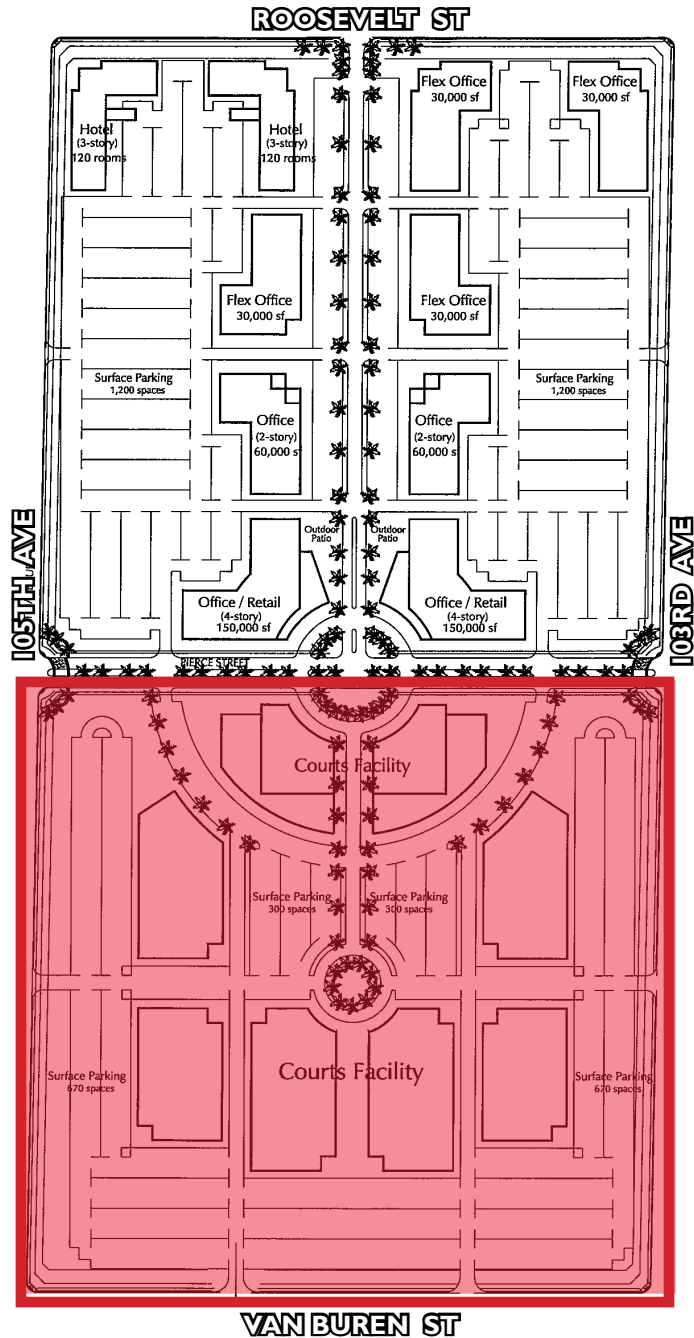 ROOSEVELT ST
Hotel
(3-story)
120 rooms
Hotel
(3-story)
120 rooms
Flex Office
30,000 sf
Flex Office
30,000 sf
Flex Office
30,000 sf
Flex Office
30,000 sf
Surface Parking
1,200 spaces
Office
(2-story)
60,000 sf
Office
(2-story)
60,000 sf
Surface Parking
1,200 spaces
105TH AVE
Outdoor
Patio
Outdoor
Patio
103RD AVE
Office / Retail
(4-story)
150,000 sf
Office / Retail
(4-story)
150,000 sf
PIERCE STREET
Courts Facility
Surface Parking
300 spaces
Surface Parking
300 spaces
Surface Parking
670 spaces
Courts Facility
Surface Parking
670 spaces
VAN BUREN ST